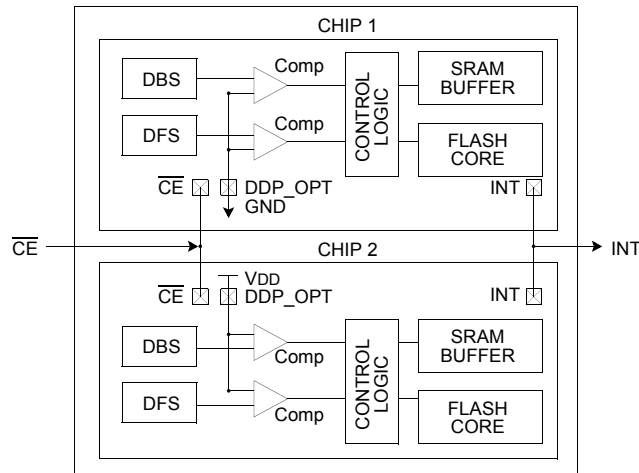 CHIP 1
DBS
Comp
CONTROL
LOGIC
SRAM
BUFFER
DFS
Comp
FLASH
CORE
CE
DDP_OPT
GND
INT
CE
INT
CHIP 2
VDD
CE
DDP_OPT
INT
DBS
Comp
CONTROL
LOGIC
SRAM
BUFFER
DFS
Comp
FLASH
CORE